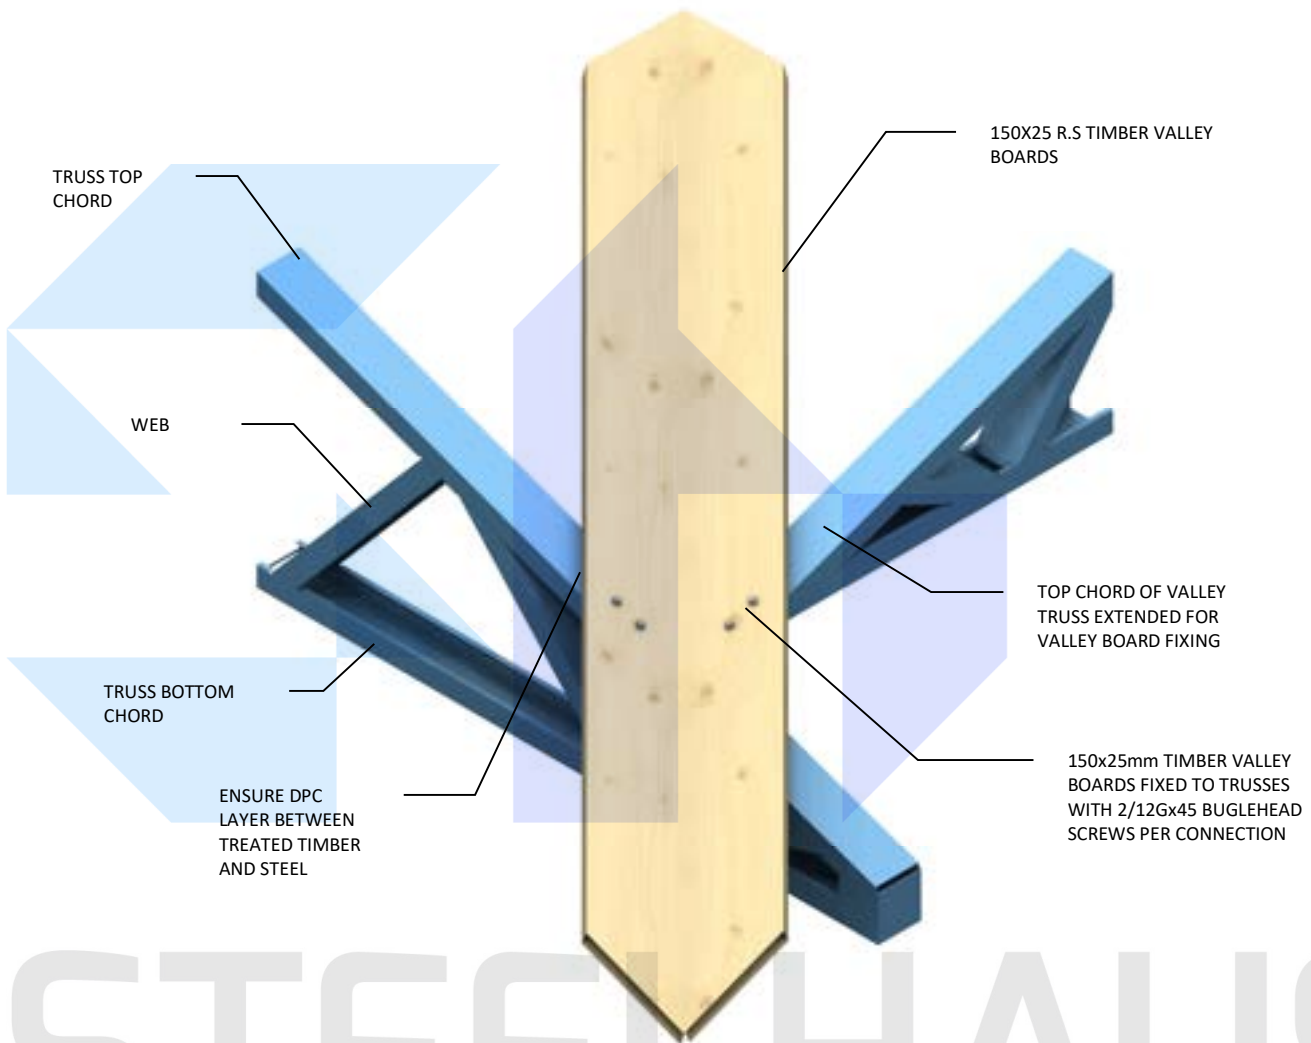 150X25 R.S TIMBER VALLEY
BOARDS
TRUSS TOP
CHORD
WEB
TOP CHORD OF VALLEY
TRUSS EXTENDED FOR
VALLEY BOARD FIXING
TRUSS BOTTOM
CHORD
150x25mm TIMBER VALLEY
BOARDS FIXED TO TRUSSES
WITH 2/12Gx45 BUGLEHEAD
SCREWS PER CONNECTION
ENSURE DPC
LAYER BETWEEN
TREATED TIMBER
AND STEEL
STEELHAUS